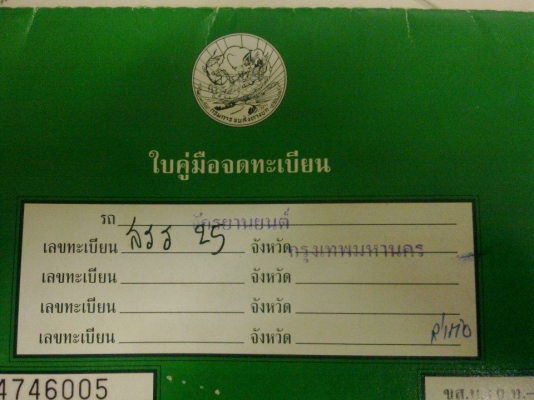 ใบคู่มือจดทะเบียน
รถ จักรยานยนต์
เลขทะเบียน สรร 25 จังหวัด กรุงเทพมหานคร
เลขทะเบียน จังหวัด
เลขทะเบียน จังหวัด
เลขทะเบียน จังหวัด
4746005